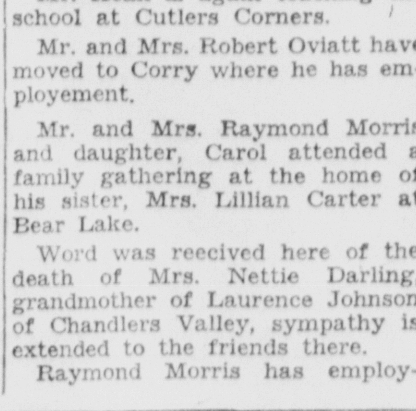 school at Cutlers Corners.
Mr. and Mrs. Robert Oviatt have
moved to Corry where he has em-
ployement.
Mr. and Mrs. Raymond Morris
and daughter, Carol attended a
family gathering at the home of
his sister, Mrs. Lillian Carter at
Bear Lake.
Word was reecived here of the
death of Mrs. Nettie Darling,
grandmother of Laurence Johnson
of Chandlers Valley, sympathy is
extended to the friends there.
Raymond Morris has employ-